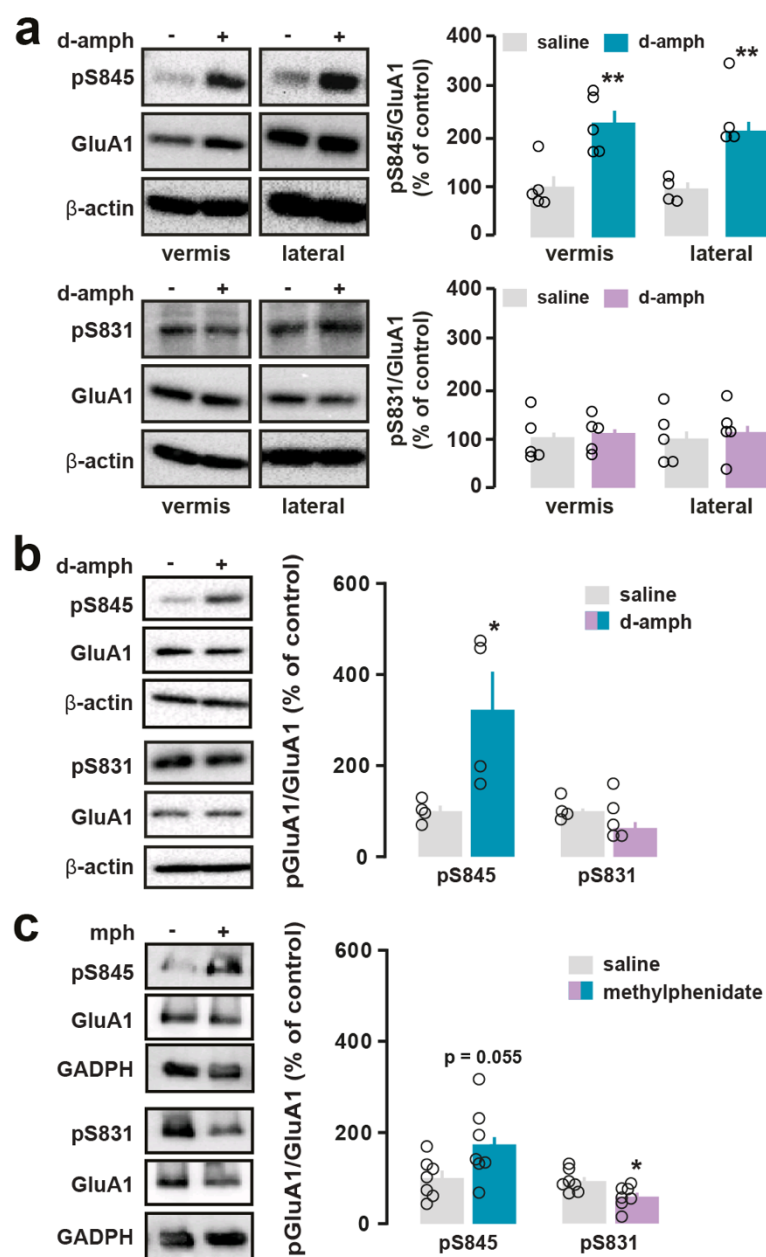 a
d-amph - + - +
pS845
GluA1
β-actin
vermis lateral
pS845/GluA1
(% of control)
400
300
200
100
0
saline d-amph
** **
vermis lateral
d-amph - + - +
pS831
GluA1
β-actin
vermis lateral
pS831/GluA1
(% of control)
400
300
200
100
0
saline d-amph
vermis lateral
b
d-amph - +
pS845
GluA1
β-actin
pS831
GluA1
β-actin
pGluA1/GluA1 (% of control)
600
400
200
0
saline
d-amph
*
pS845 pS831
c
mph - +
pS845
GluA1
GADPH
pS831
GluA1
GADPH
pGluA1/GluA1 (% of control)
600
400
200
0
saline
methylphenidate
p = 0.055
*
pS845 pS831